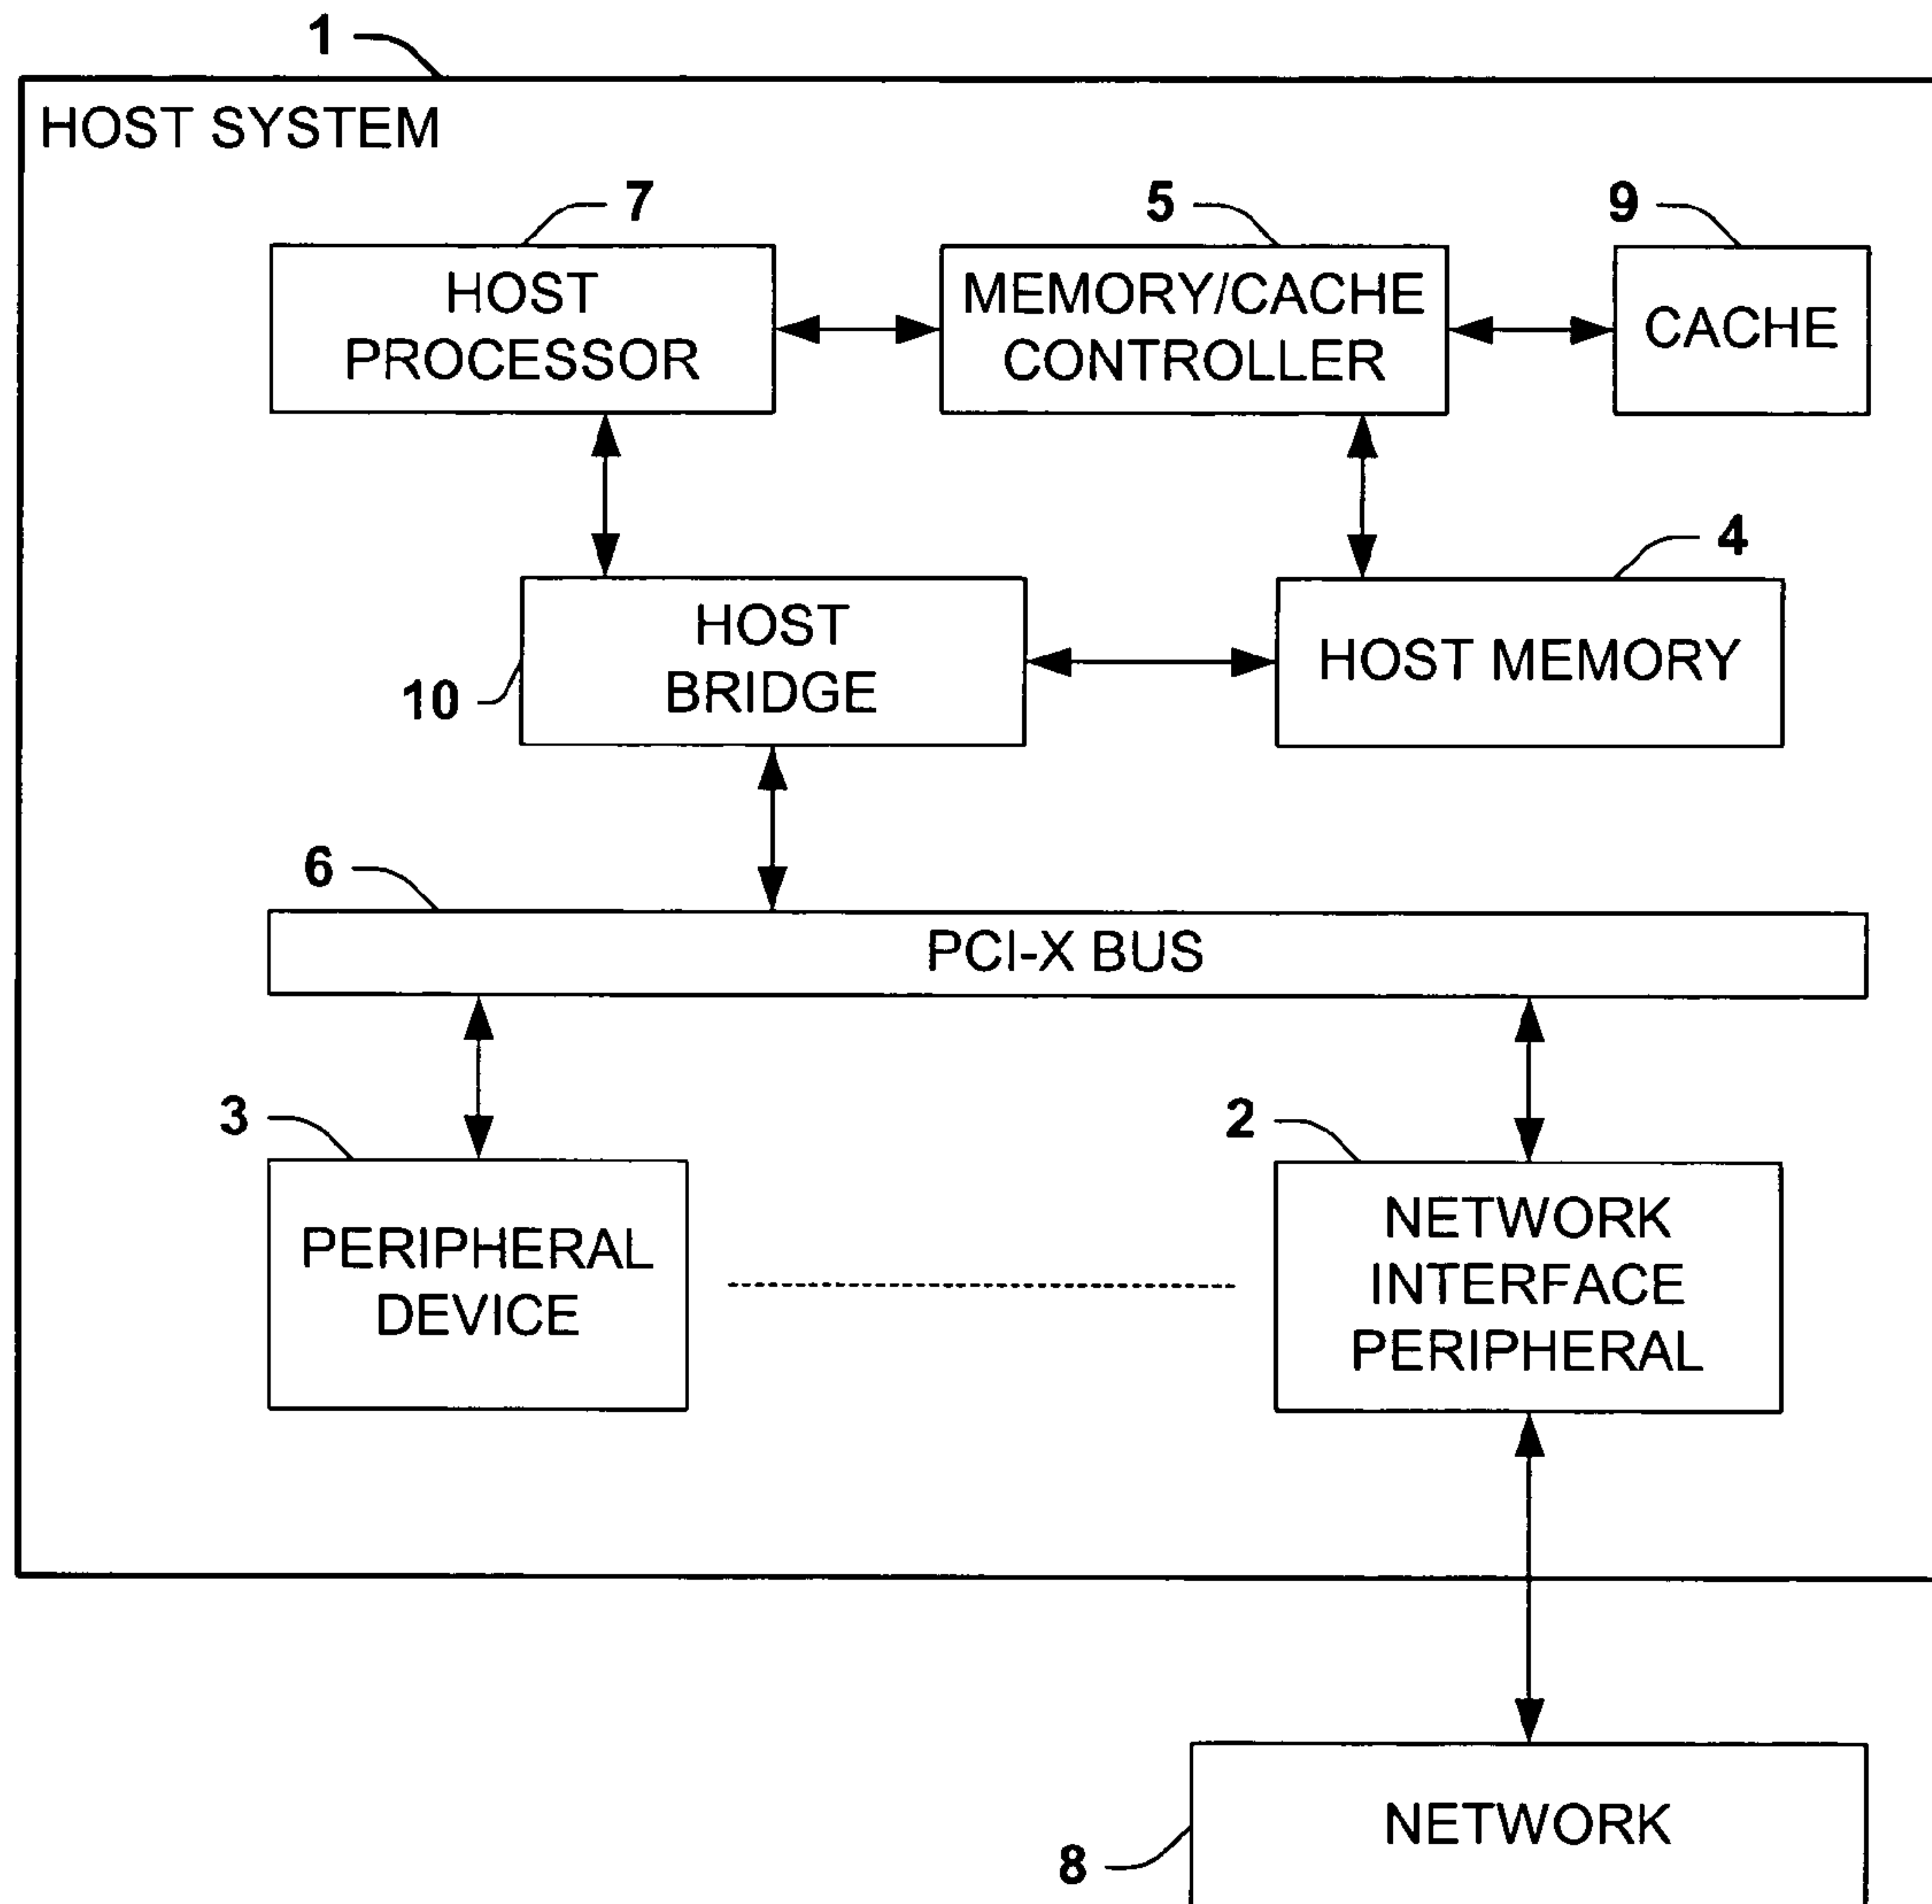 1
HOST SYSTEM
7
5
9
HOST
PROCESSOR
MEMORY/CACHE
CONTROLLER
CACHE
4
HOST
BRIDGE
10
HOST MEMORY
6
PCI-X BUS
3
2
PERIPHERAL
DEVICE
NETWORK
INTERFACE
PERIPHERAL
NETWORK
8